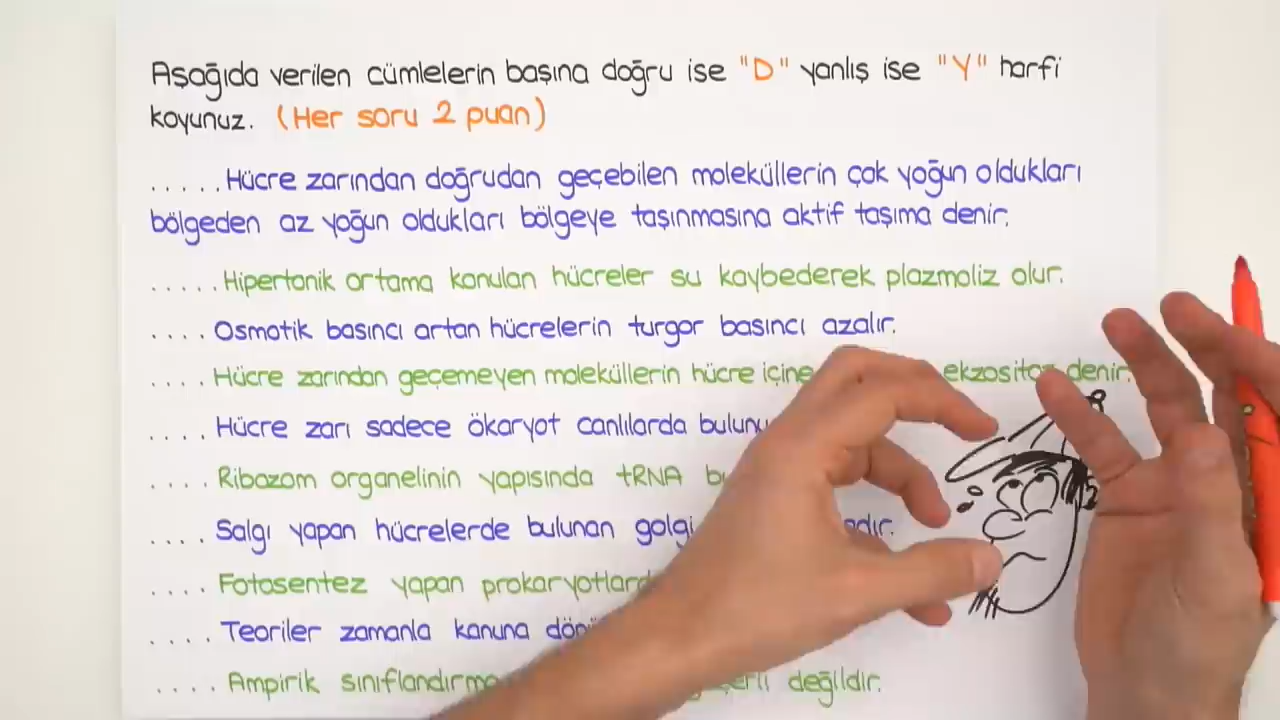 Aşağıda verilen cümlelerin başına doğru ise "D" yanlış ise "Y" harfi
koyunuz. (Her soru 2 puan)
.....Hücre zarından doğrudan geçebilen moleküllerin çok yoğun oldukları
bölgeden az yoğun oldukları bölgeye taşınmasına aktif taşıma denir.
.....Hipertonik ortama konulan hücreler su kaybederek plazmoliz olur.
....Osmotik basıncı artan hücrelerin turgor basıncı azalır.
....Hücre zarından geçemeyen moleküllerin hücre içine ekzositoz denir.
....Hücre zarı sadece ökaryot canlılarda
....Ribozom organelinin yapısında tRNA
....Salgı yapan hücrelerde bulunan golgi
....Fotosentez yapan
....Teoriler zamanla kanuna
....Ampirik değildir.